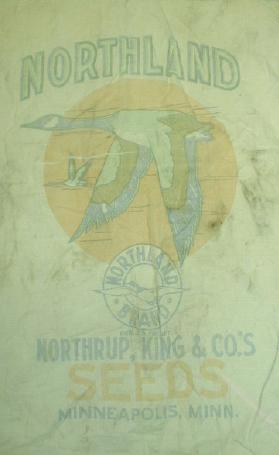 NORTHLAND
NORTHLAND
BRAND
NORTHRUP, KING & CO.'S
SEEDS
MINNEAPOLIS, MINN.